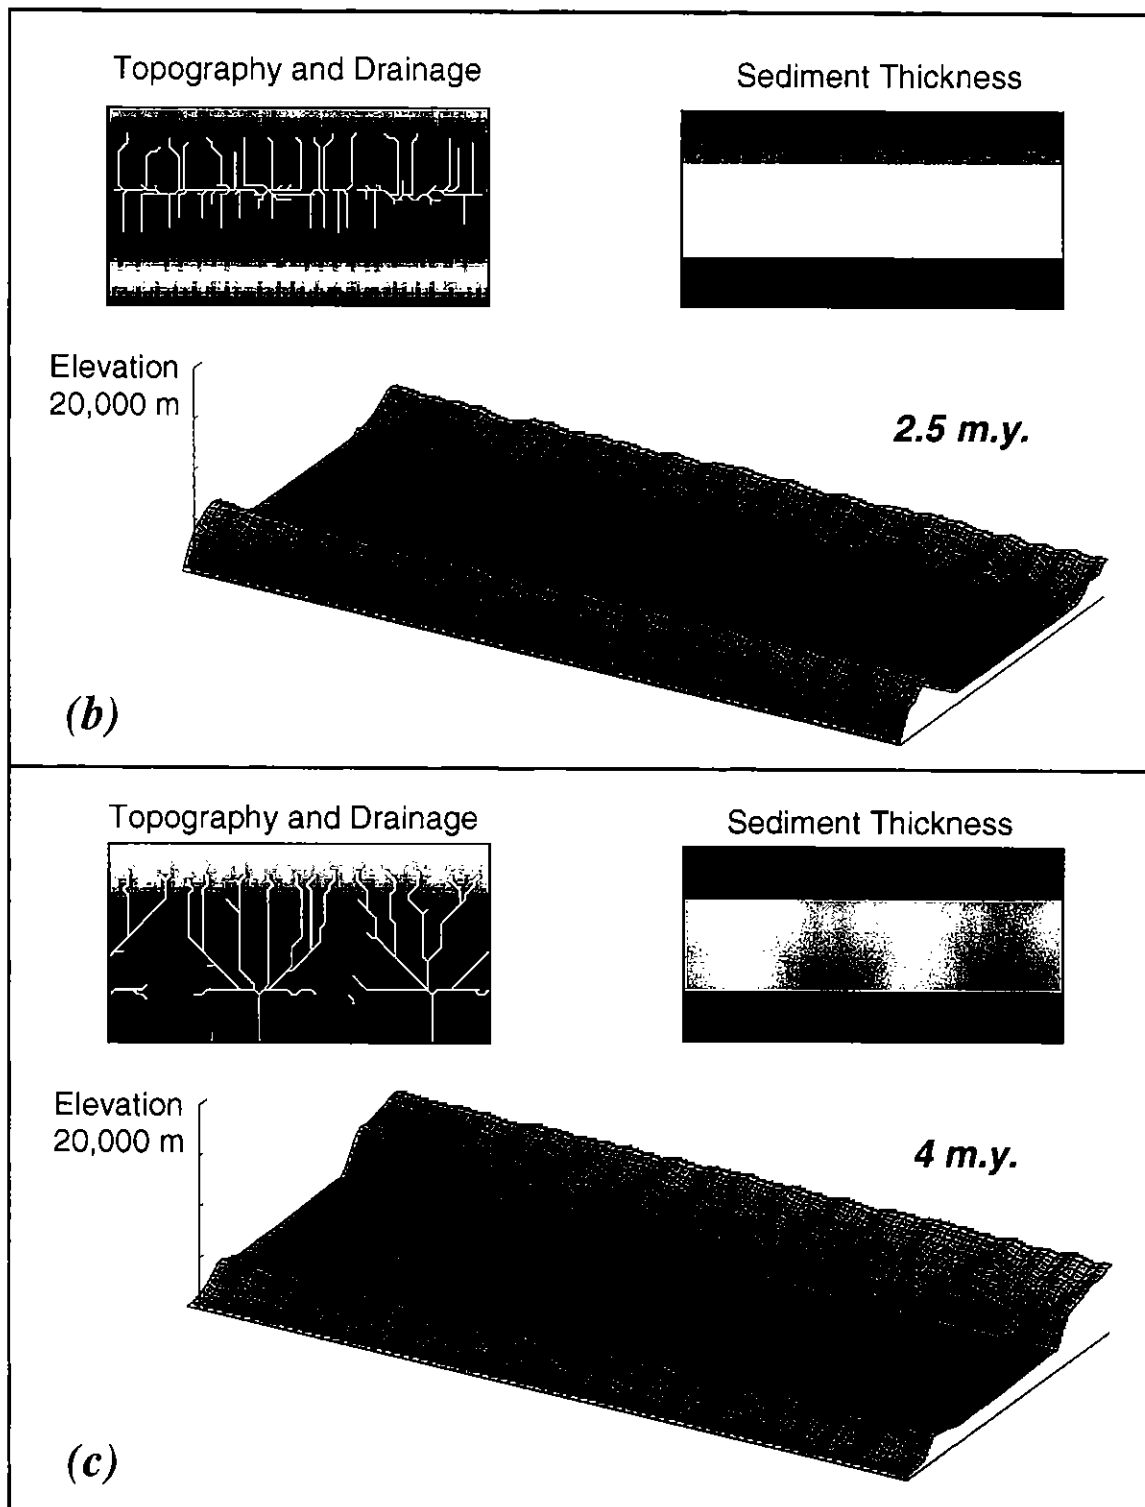 Topography and Drainage
Sediment Thickness
Elevation
20,000 m
2.5 m.y.
(b)
Topography and Drainage
Sediment Thickness
Elevation
20,000 m
4 m.y.
(c)